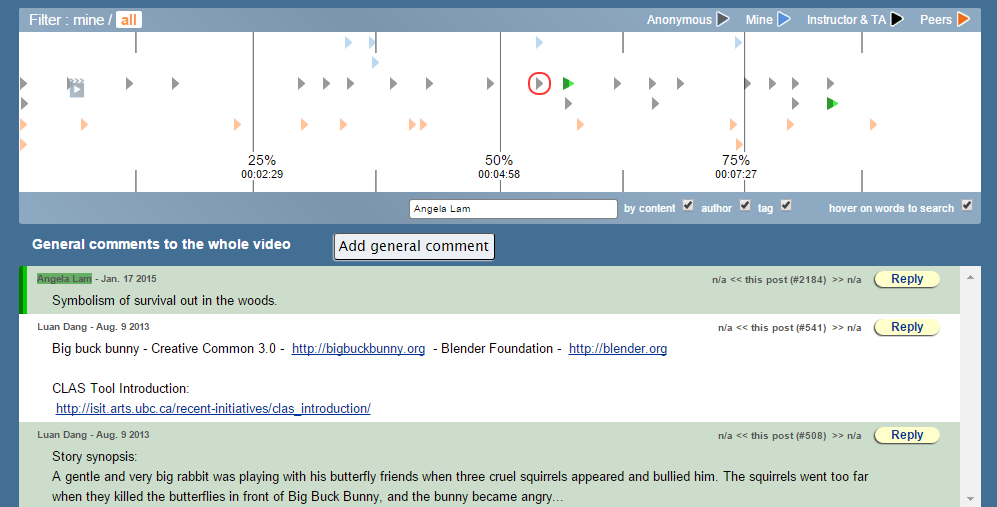 Filter : mine / all
Anonymous Mine Instructor & TA Peers
25% 50% 75%
00:02:29 00:04:58 00:07:27
Angela Lam by content author tag hover on words to search
General comments to the whole video Add general comment
Angela Lam - Jan. 17 2015 n/a << this post (#2184) >> n/a Reply
Symbolism of survival out in the woods.
Luan Dang - Aug. 9 2013 n/a << this post (#541) >> n/a Reply
Big buck bunny - Creative Common 3.0 - http://bigbuckbunny.org - Blender Foundation - http://blender.org
CLAS Tool Introduction:
http://isit.arts.ubc.ca/recent-initiatives/clas_introduction/
Luan Dang - Aug. 9 2013 n/a << this post (#508) >> n/a Reply
Story synopsis:
A gentle and very big rabbit was playing with his butterfly friends when three cruel squirrels appeared and bullied him. The squirrels went too far
when they killed the butterflies in front of Big Buck Bunny, and the bunny became angry...